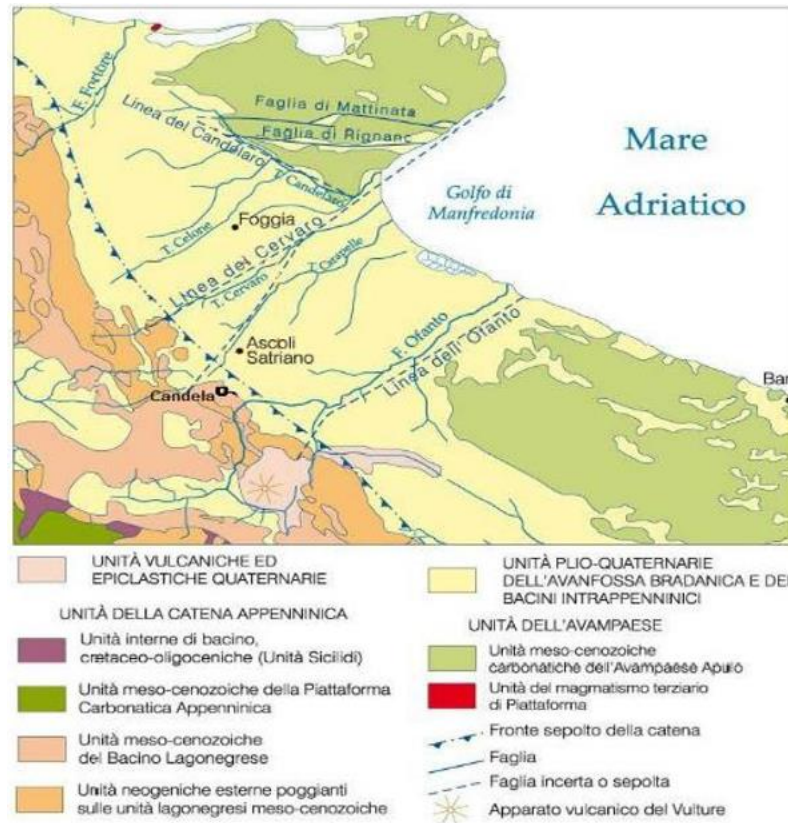 F. Fortore
Faglia di Mattinata
Linea del Candelaro
Faglia di Rignano
T. Candelaro
Mare
Adriatico
Golfo di
Manfredonia
Foggia
T. Celone
Linea del Cervaro
T. Cervaro
T. Carapelle
F. Ofanto
Linea dell' Ofanto
Ascoli
Satriano
Candela
Bar
UNITÀ VULCANICHE ED
EPICLASTICHE QUATERNARIE
UNITÀ DELLA CATENA APPENNINICA
Unità interne di bacino,
cretaceo-oligoceniche (Unità Sicilidi)
Unità meso-cenozoiche della Piattaforma
Carbonatica Appenninica
Unità meso-cenozoiche
del Bacino Lagonegrese
Unità neogeniche esterne poggianti
sulle unità lagonegresi meso-cenozoiche
UNITÀ PLIO-QUATERNARIE
DELL'AVANFOSSA BRADANICA E DEI
BACINI INTRAPPENNINICI
UNITÀ DELL'AVAMPAESE
Unità meso-cenozoiche
carbonatiche dell'Avampaese Apulo
Unità del magmatismo terziario
di Piattaforma
Fronte sepolto della catena
Faglia
Faglia incerta o sepolta
Apparato vulcanico del Vulture